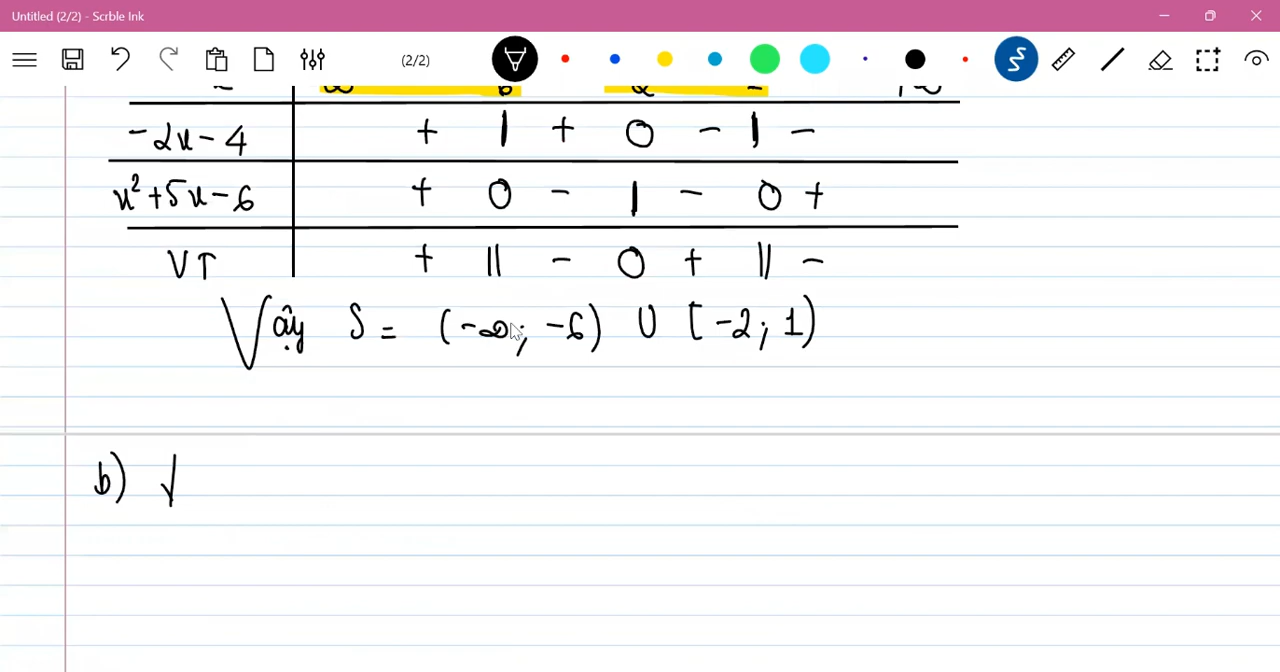 Untitled (2/2) - Scrble Ink
(2/2)
-2x - 4 + | + 0 - | -
x² + 5x - 6 + 0 - | - 0 +
VT + || - 0 + || -
Vậy S = (-∞; -6) ∪ [-2; 1)
b) √